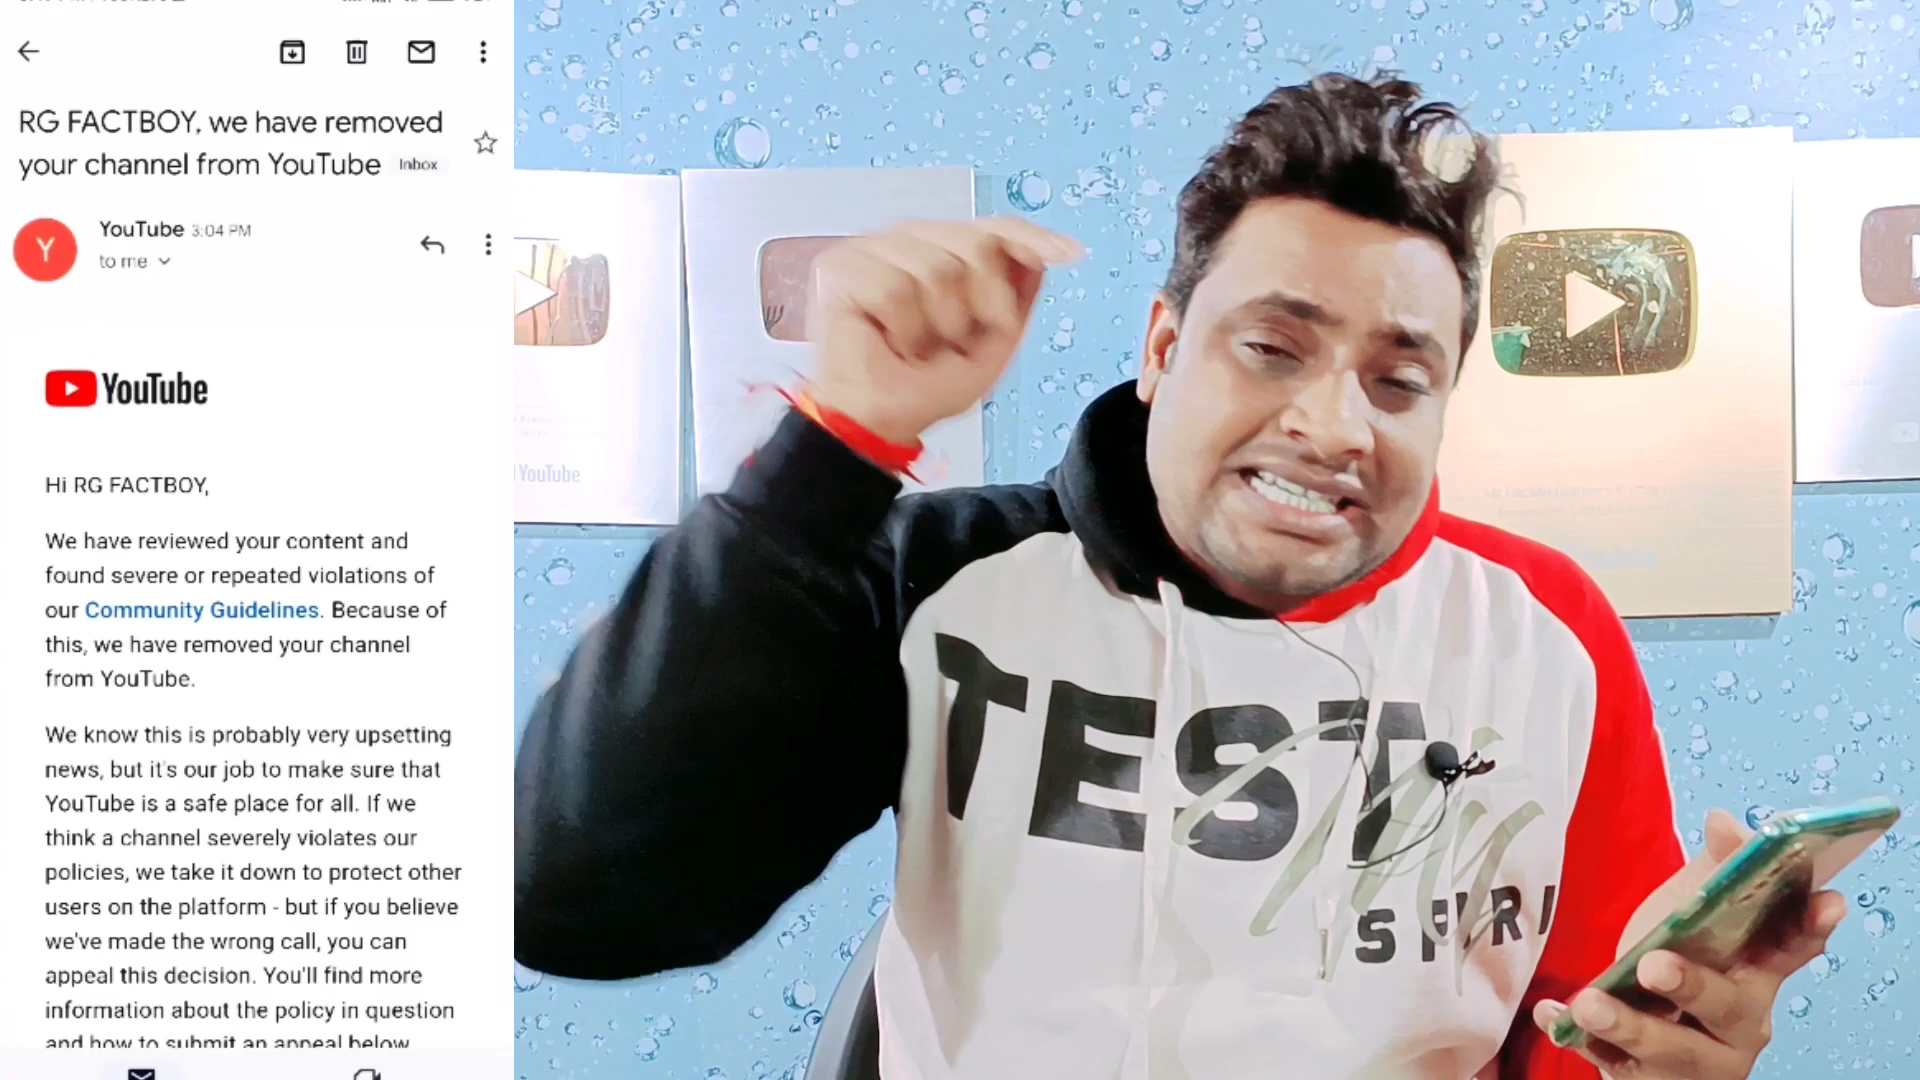 RG FACTBOY, we have removed
your channel from YouTube Inbox
Y
YouTube 3:04 PM
to me
YouTube
Hi RG FACTBOY,
We have reviewed your content and
found severe or repeated violations of
our Community Guidelines. Because of
this, we have removed your channel
from YouTube.
We know this is probably very upsetting
news, but it's our job to make sure that
YouTube is a safe place for all. If we
think a channel severely violates our
policies, we take it down to protect other
users on the platform - but if you believe
we've made the wrong call, you can
appeal this decision. You'll find more
information about the policy in question
and how to submit an appeal below.
YouTube
TEST
My
SPIRI